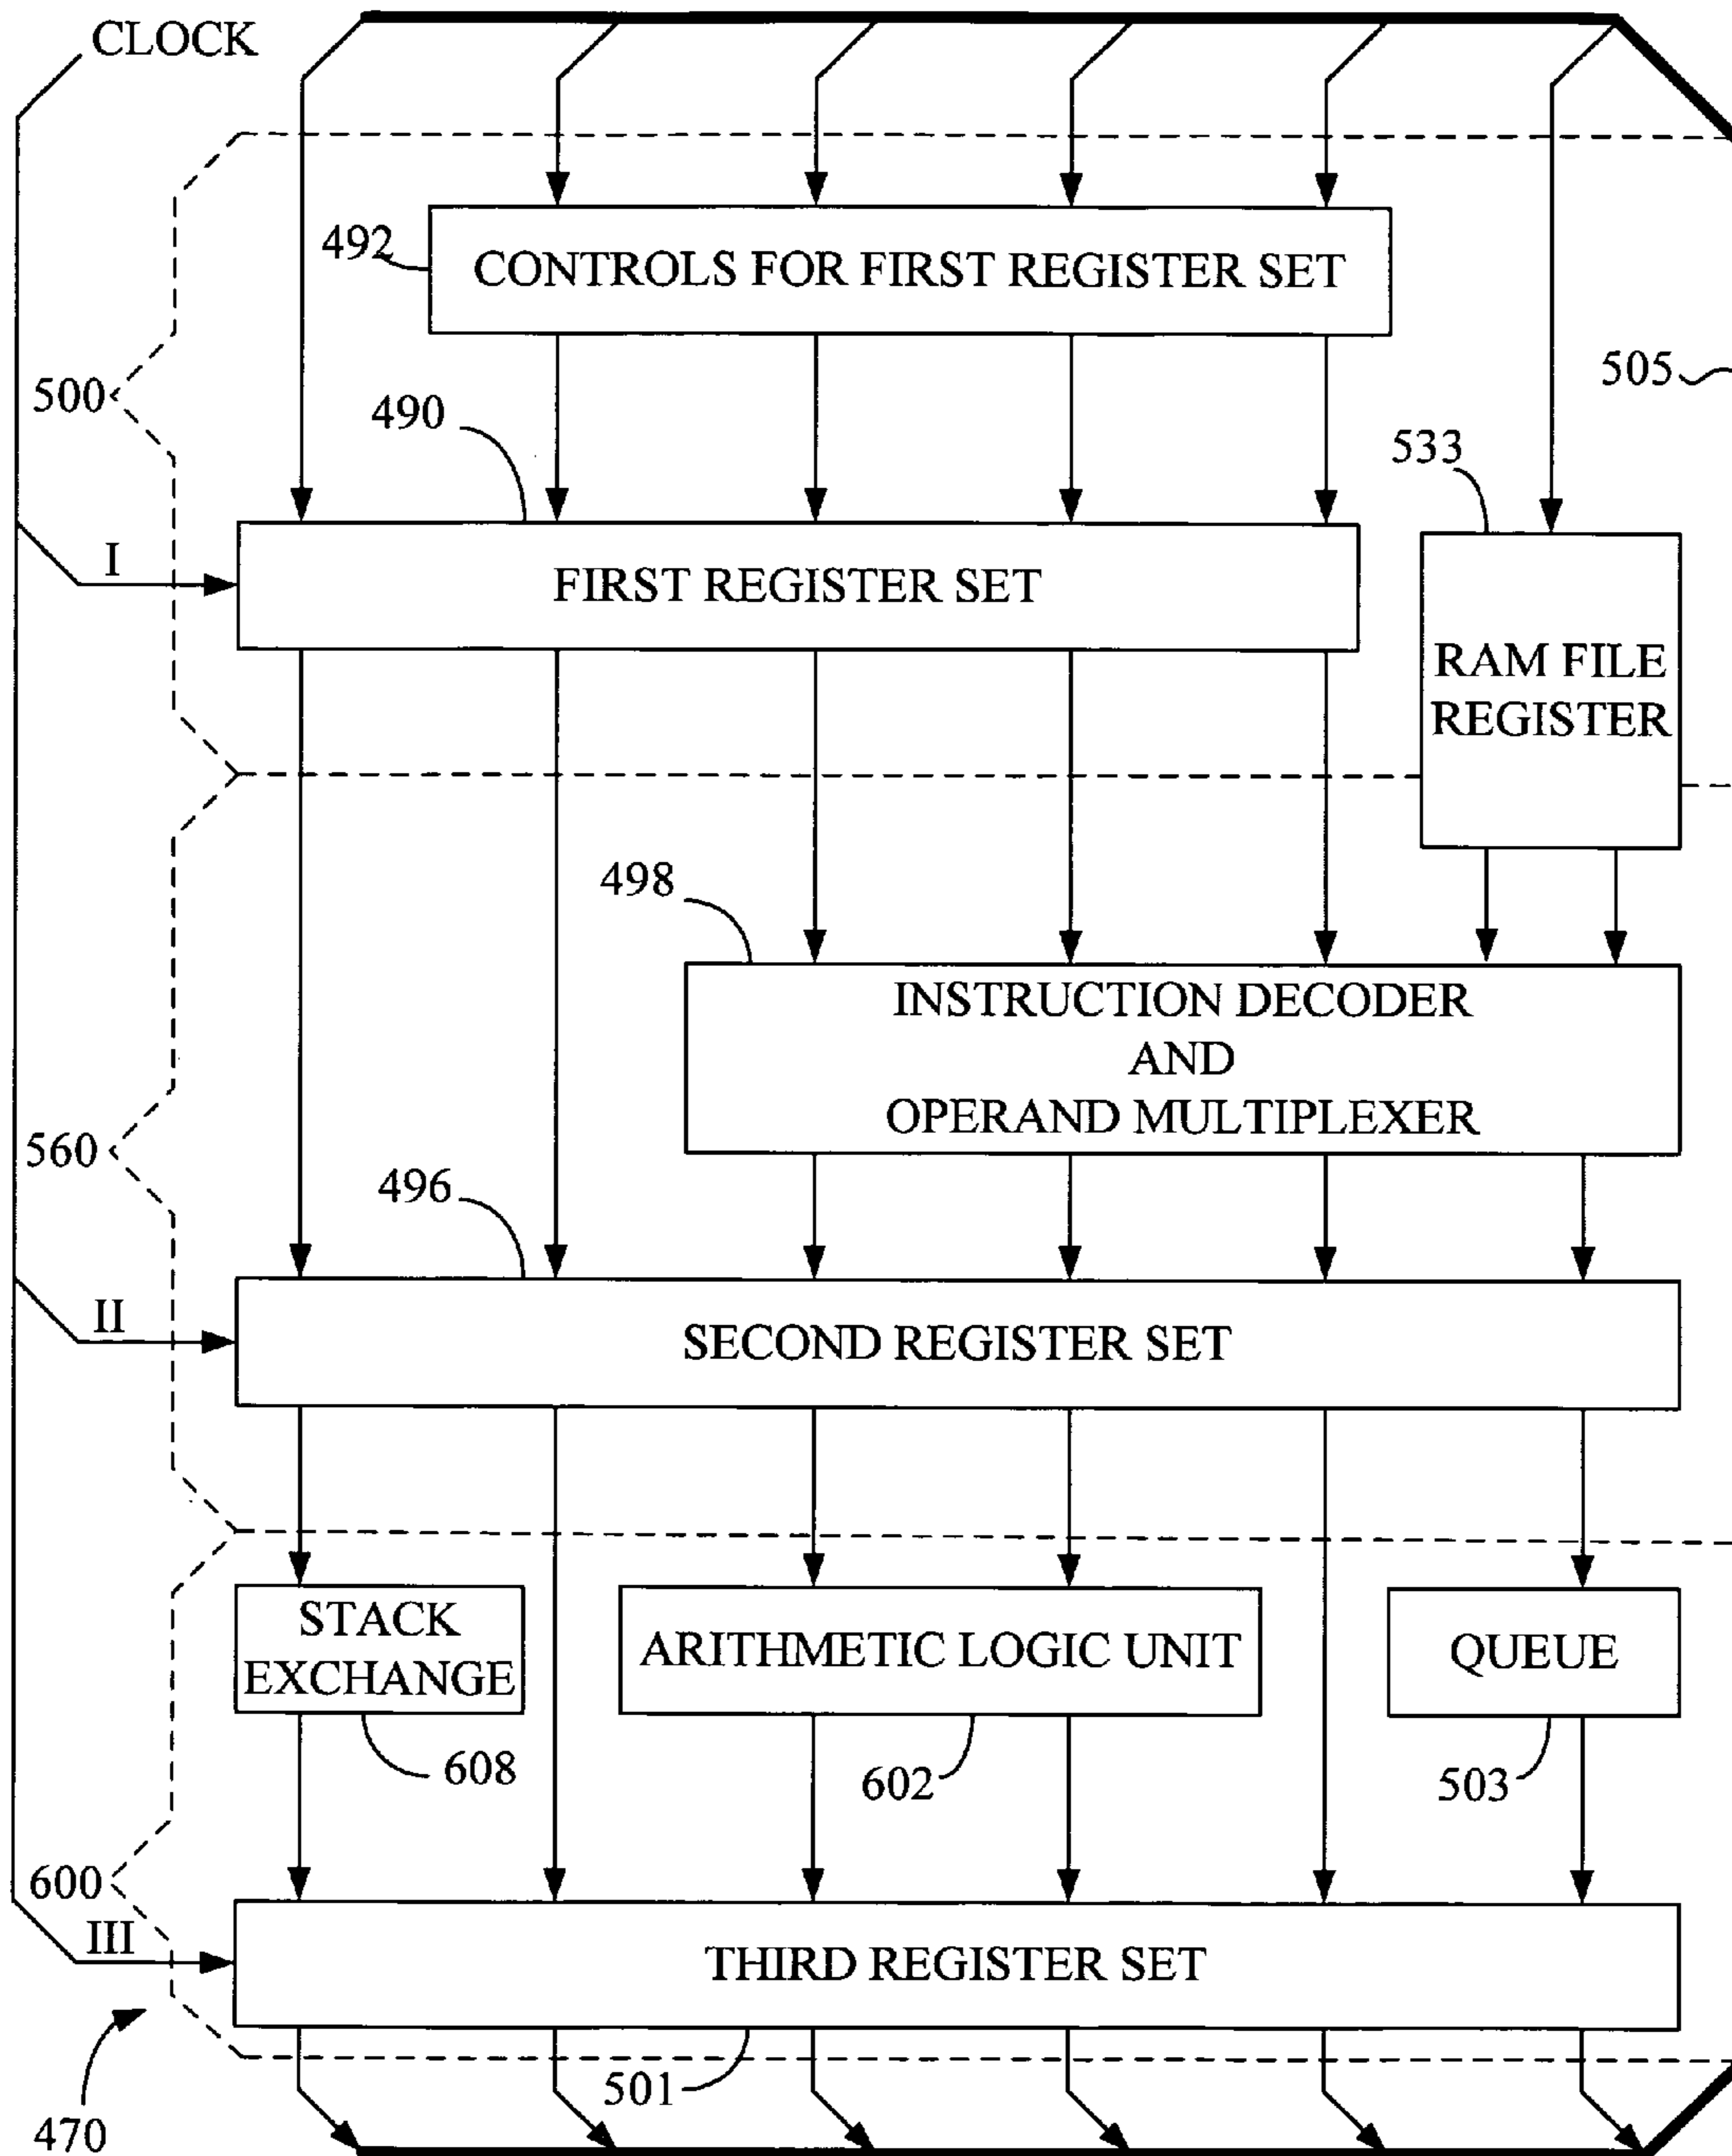 CLOCK
492
CONTROLS FOR FIRST REGISTER SET
500
505
490
533
I
FIRST REGISTER SET
RAM FILE
REGISTER
498
INSTRUCTION DECODER
AND
OPERAND MULTIPLEXER
560
496
II
SECOND REGISTER SET
STACK
EXCHANGE
ARITHMETIC LOGIC UNIT
QUEUE
608
602
503
600
III
THIRD REGISTER SET
501
470